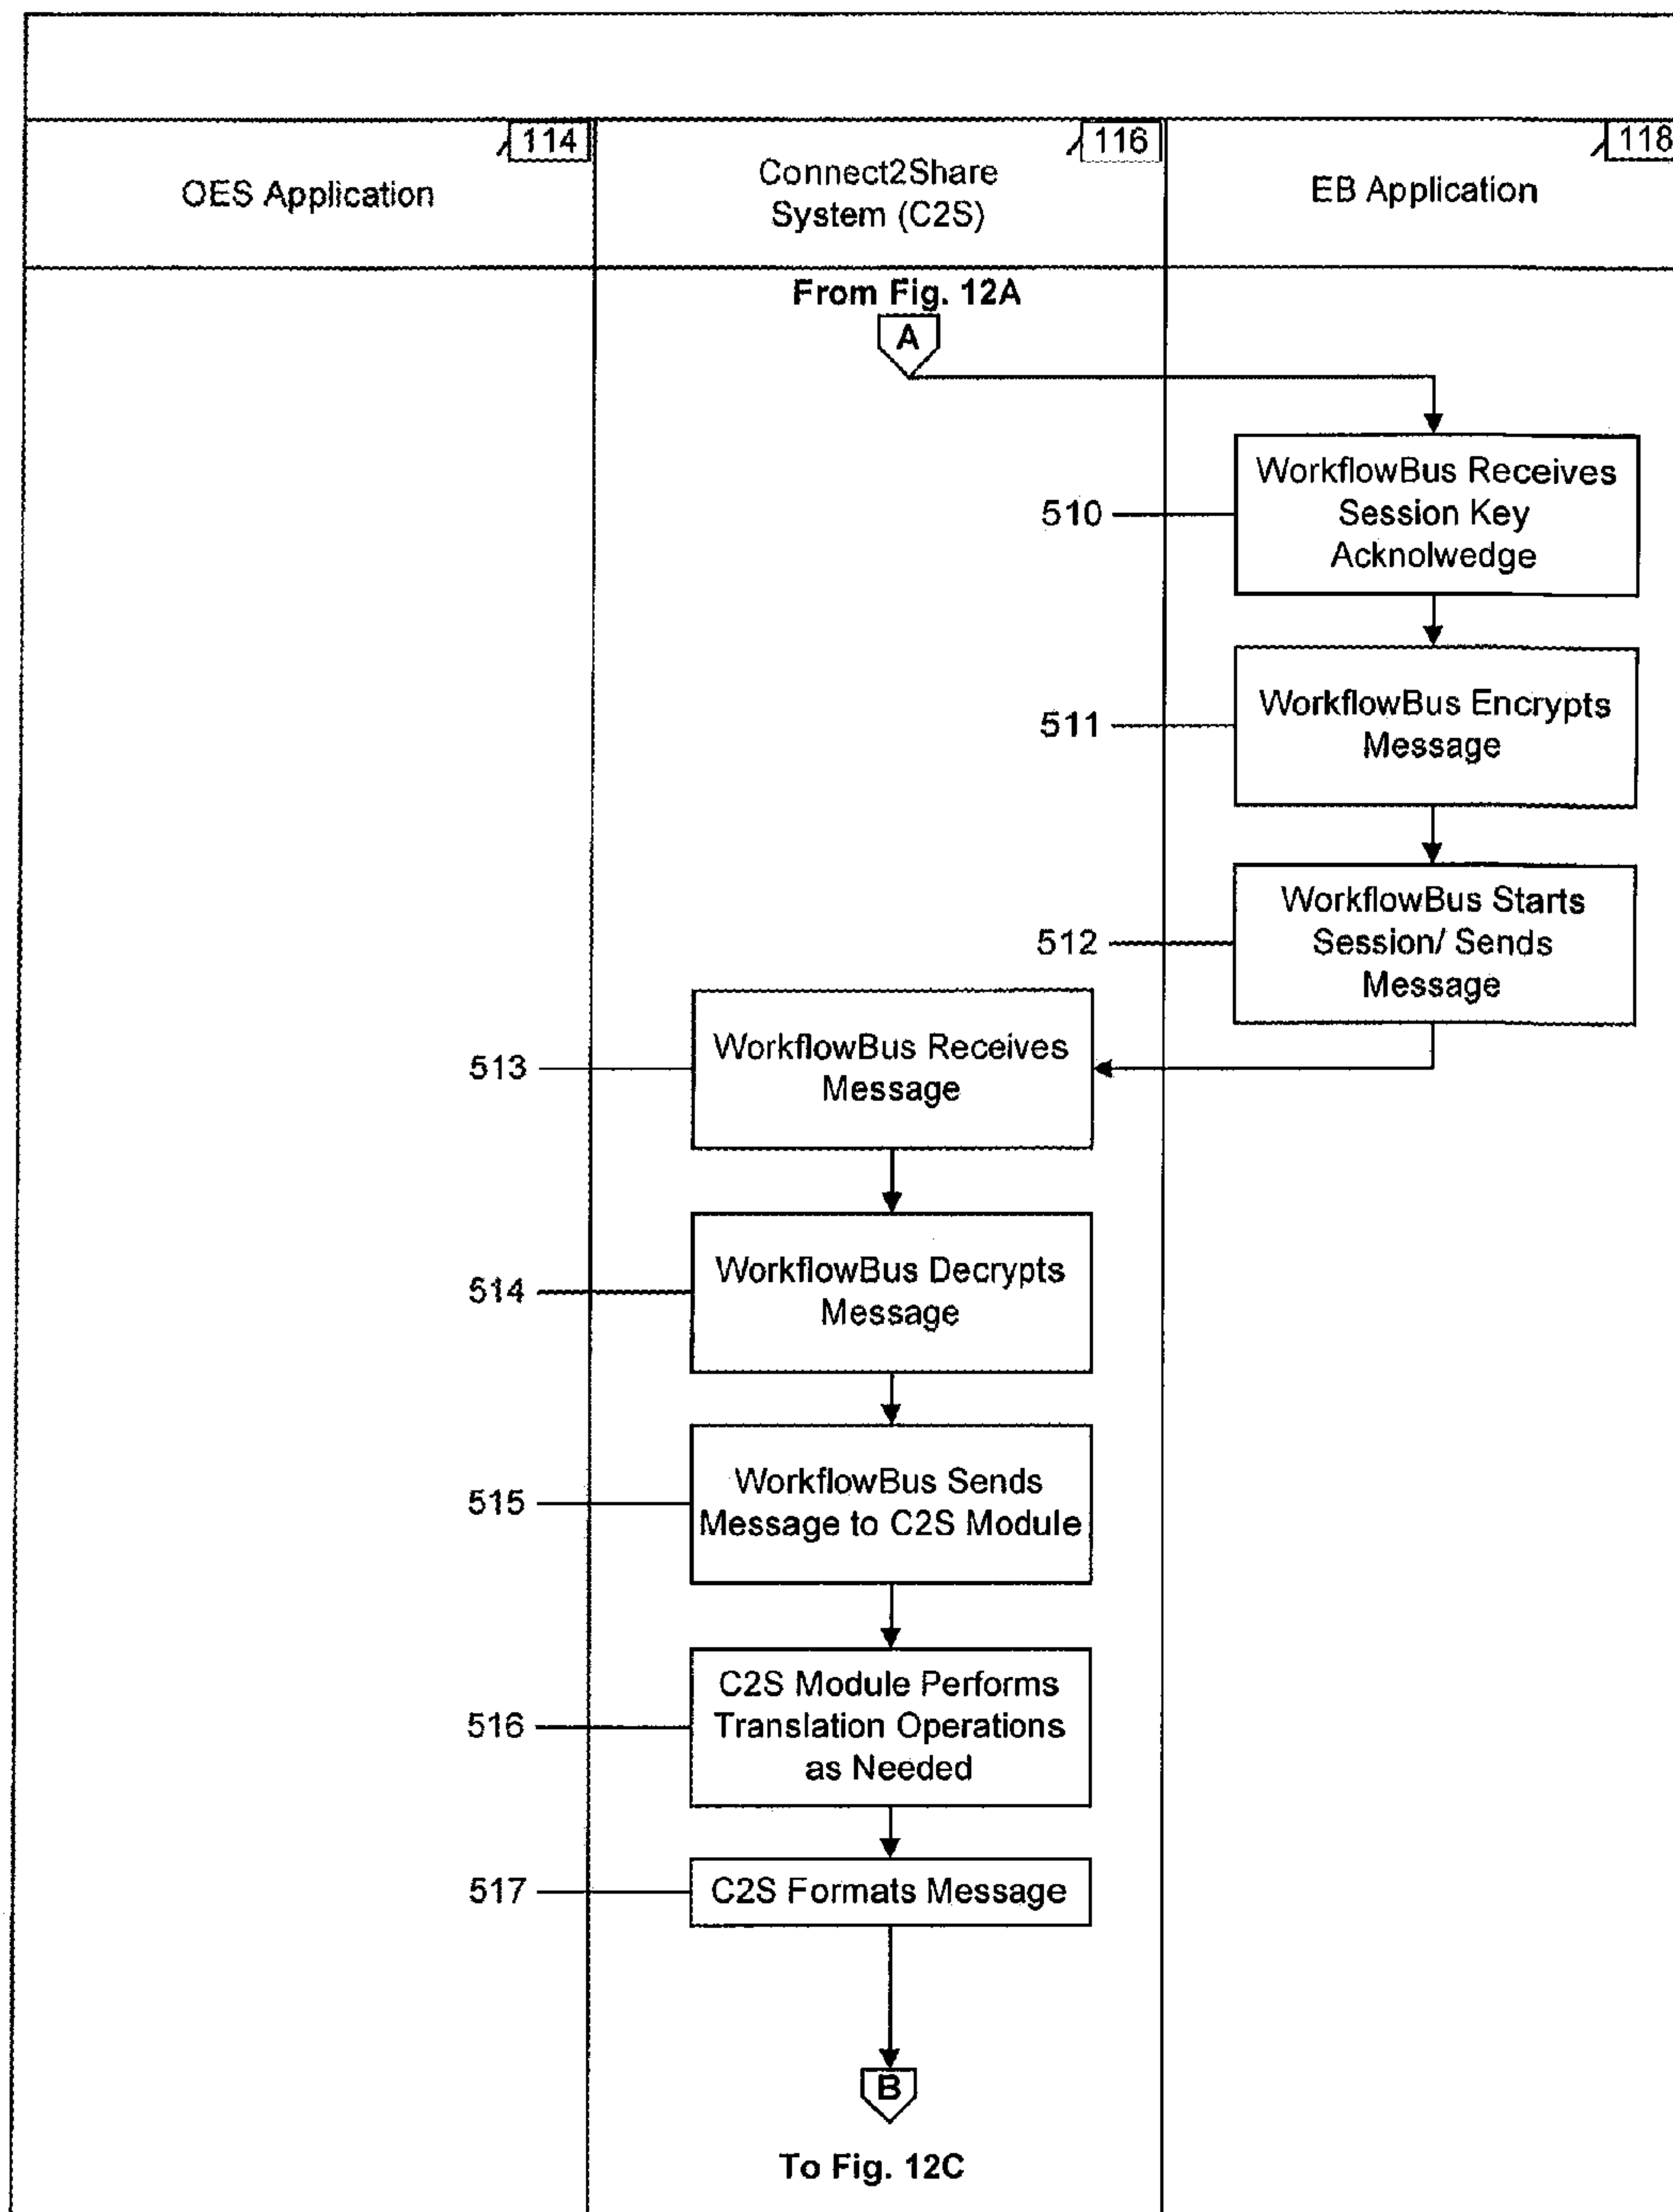 114
OES Application
116
Connect2Share
System (C2S)
118
EB Application
From Fig. 12A
A
510
WorkflowBus Receives
Session Key
Acknolwedge
511
WorkflowBus Encrypts
Message
512
WorkflowBus Starts
Session/ Sends
Message
513
WorkflowBus Receives
Message
514
WorkflowBus Decrypts
Message
515
WorkflowBus Sends
Message to C2S Module
516
C2S Module Performs
Translation Operations
as Needed
517
C2S Formats Message
B
To Fig. 12C